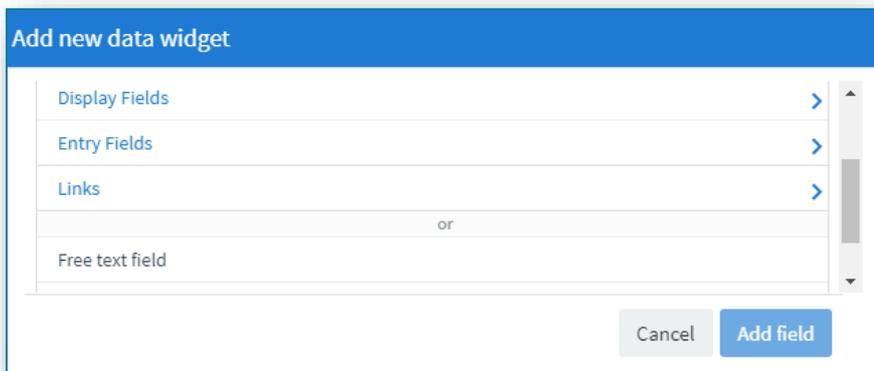 Add new data widget
Display Fields
Entry Fields
Links
or
Free text field
Cancel Add field